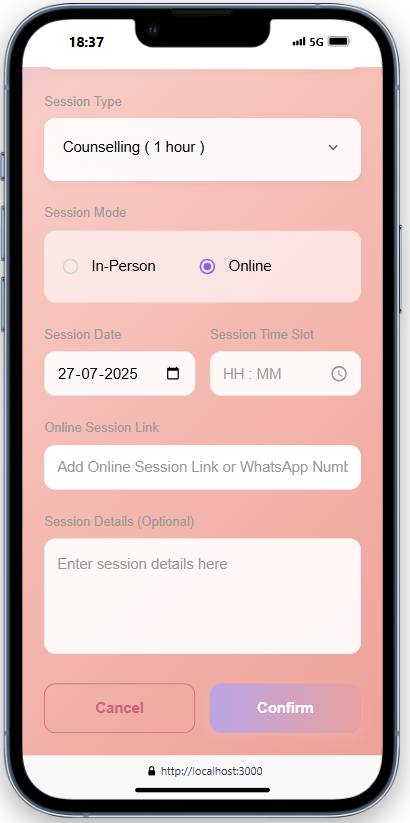 18:37
5G
Session Type
Counselling ( 1 hour )
Session Mode
In-Person
Online
Session Date
Session Time Slot
27-07-2025
HH : MM
Online Session Link
Add Online Session Link or WhatsApp Numb
Session Details (Optional)
Enter session details here
Cancel
Confirm
http://localhost:3000